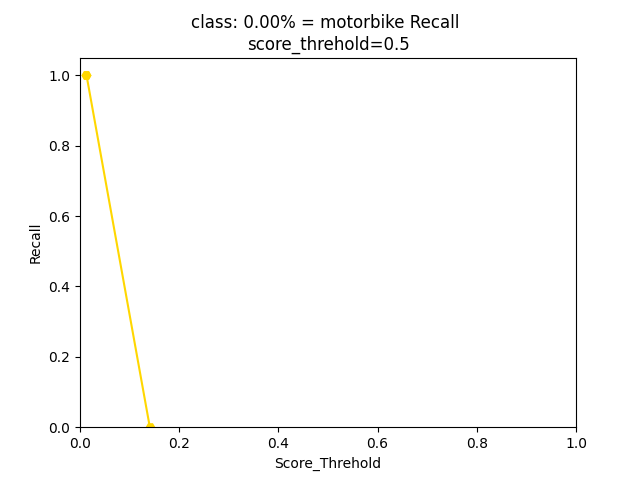 class: 0.00% = motorbike Recall
score_threhold=0.5
1.0
0.8
0.6
0.4
0.2
0.0
Recall
0.0 0.2 0.4 0.6 0.8 1.0
Score_Threhold